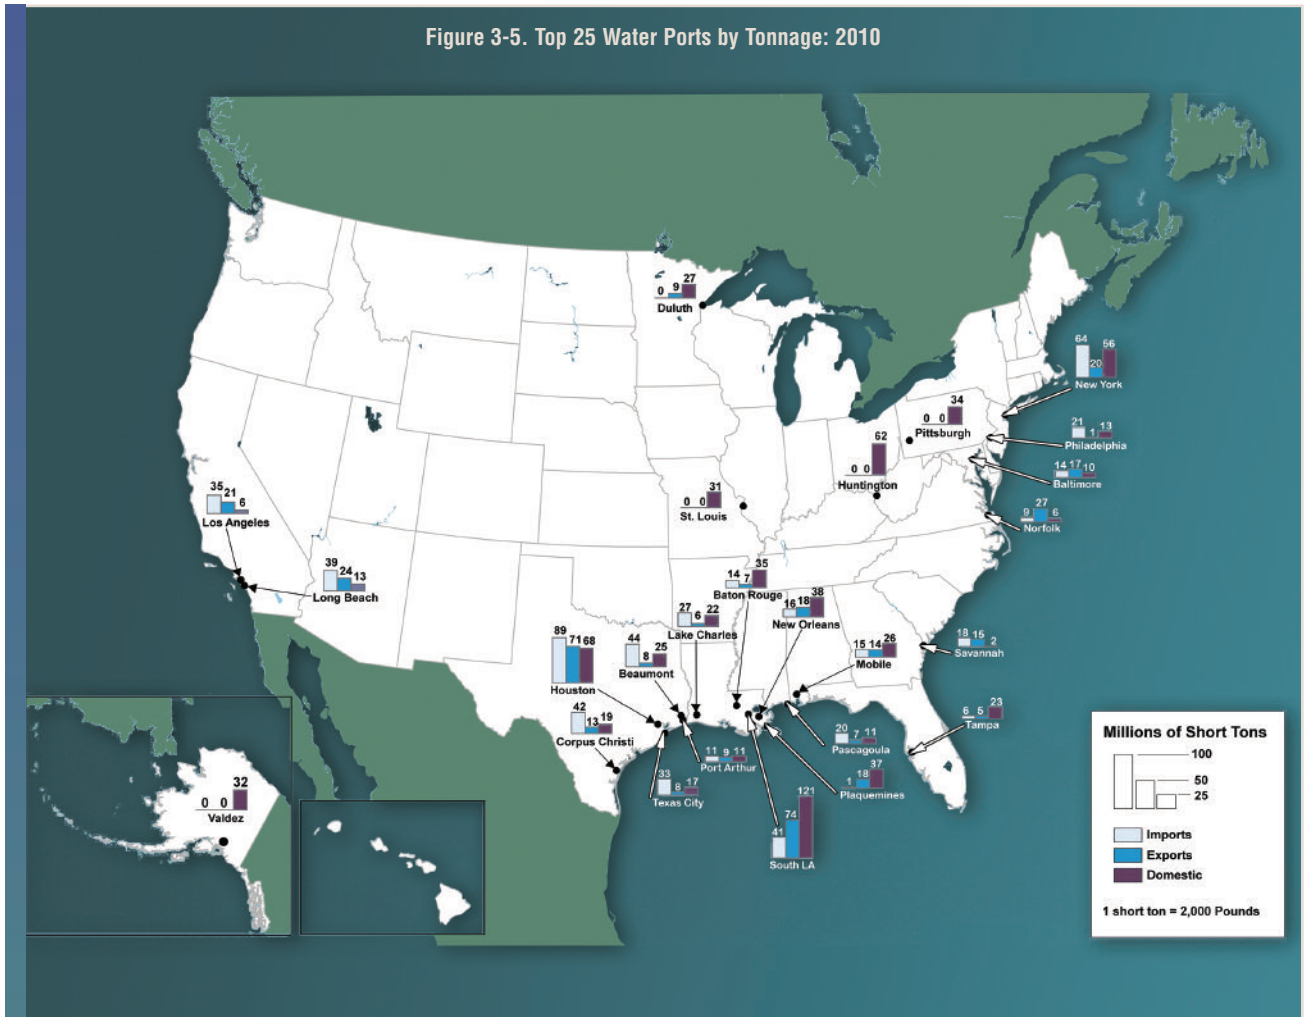 Figure 3-5. Top 25 Water Ports by Tonnage: 2010
0 9 27
Duluth
64 20 56
New York
0 0 34
Pittsburgh
21 1 13
Philadelphia
0 0 62
Huntington
14 17 10
Baltimore
0 0 31
St. Louis
9 27 6
Norfolk
35 21 6
Los Angeles
39 24 13
Long Beach
14 7 35
Baton Rouge
16 18 38
New Orleans
27 6 22
Lake Charles
89 71 68
Houston
44 8 25
Beaumont
15 14 26
Mobile
18 15 2
Savannah
42 13 19
Corpus Christi
6 5 23
Tampa
20 7 11
Pascagoula
11 9 11
Port Arthur
33 8 17
Texas City
1 18 37
Plaquemines
41 74 121
South LA
0 0 32
Valdez
Millions of Short Tons
100
50
25
Imports
Exports
Domestic
1 short ton = 2,000 Pounds